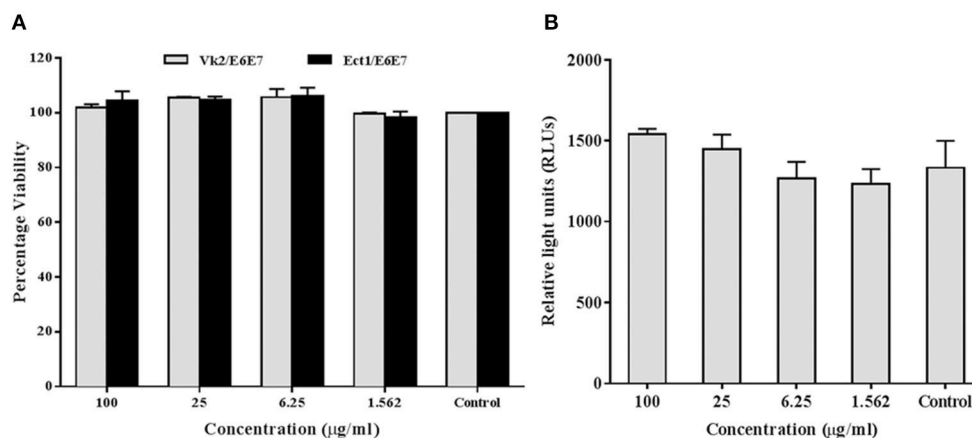 A
Vk2/E6E7 Ect1/E6E7
Percentage Viability
120
100
80
60
40
20
0
100 25 6.25 1.562 Control
Concentration (µg/ml)
B
Relative light units (RLUs)
2000
1500
1000
500
0
100 25 6.25 1.562 Control
Concentration (µg/ml)